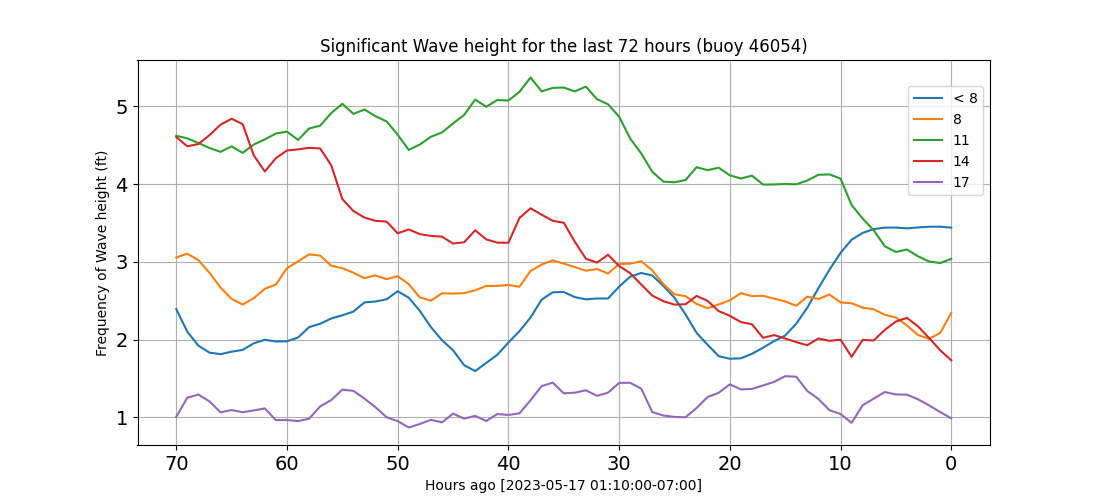 Significant Wave height for the last 72 hours (buoy 46054)
Frequency of Wave height (ft)
5
4
3
2
1
< 8
8
11
14
17
70 60 50 40 30 20 10 0
Hours ago [2023-05-17 01:10:00-07:00]